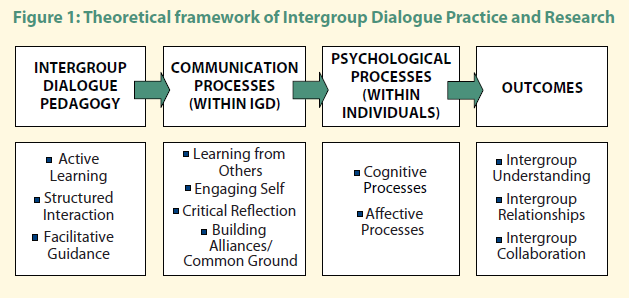 Figure 1: Theoretical framework of Intergroup Dialogue Practice and Research
INTERGROUP
DIALOGUE
PEDAGOGY
COMMUNICATION
PROCESSES
(WITHIN IGD)
PSYCHOLOGICAL
PROCESSES
(WITHIN
INDIVIDUALS)
OUTCOMES
▪ Active
Learning
▪ Structured
Interaction
▪ Facilitative
Guidance
▪ Learning from
Others
▪ Engaging Self
▪ Critical Reflection
▪ Building
Alliances/
Common Ground
▪ Cognitive
Processes
▪ Affective
Processes
▪ Intergroup
Understanding
▪ Intergroup
Relationships
▪ Intergroup
Collaboration